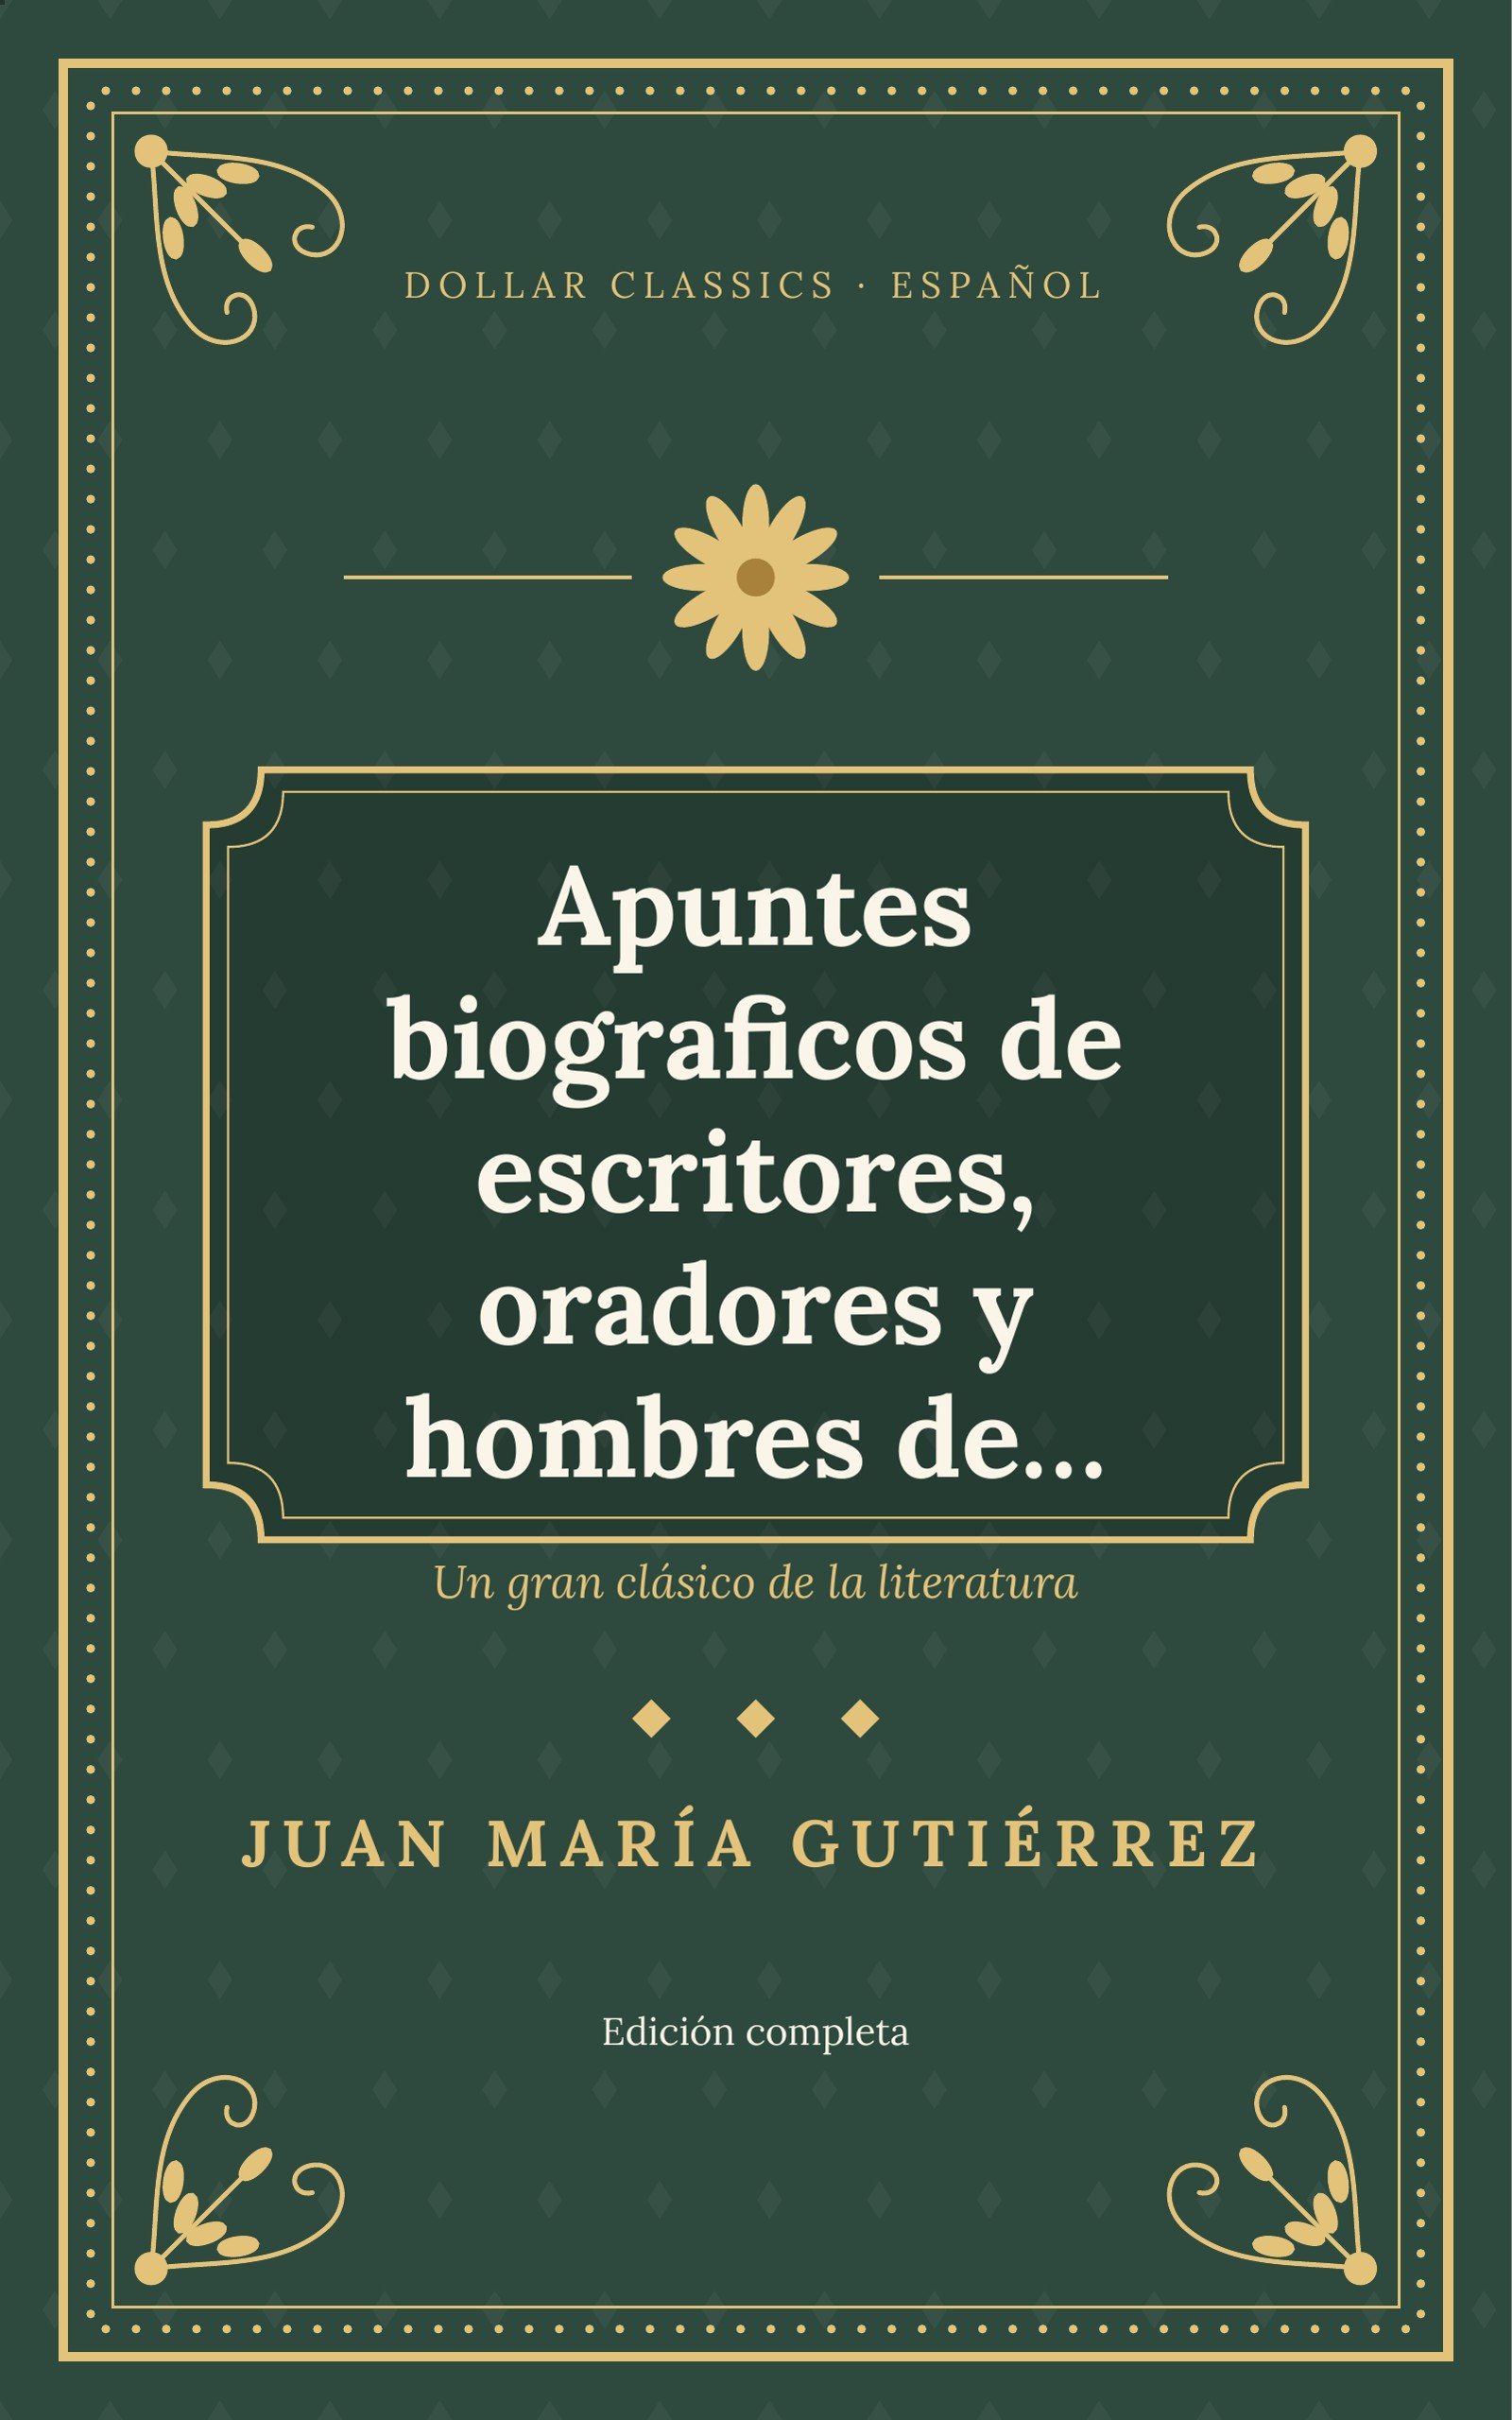 DOLLAR CLASSICS · ESPAÑOL
Apuntes
biograficos de
escritores,
oradores y
hombres de...
Un gran clásico de la literatura
JUAN MARÍA GUTIÉRREZ
Edición completa